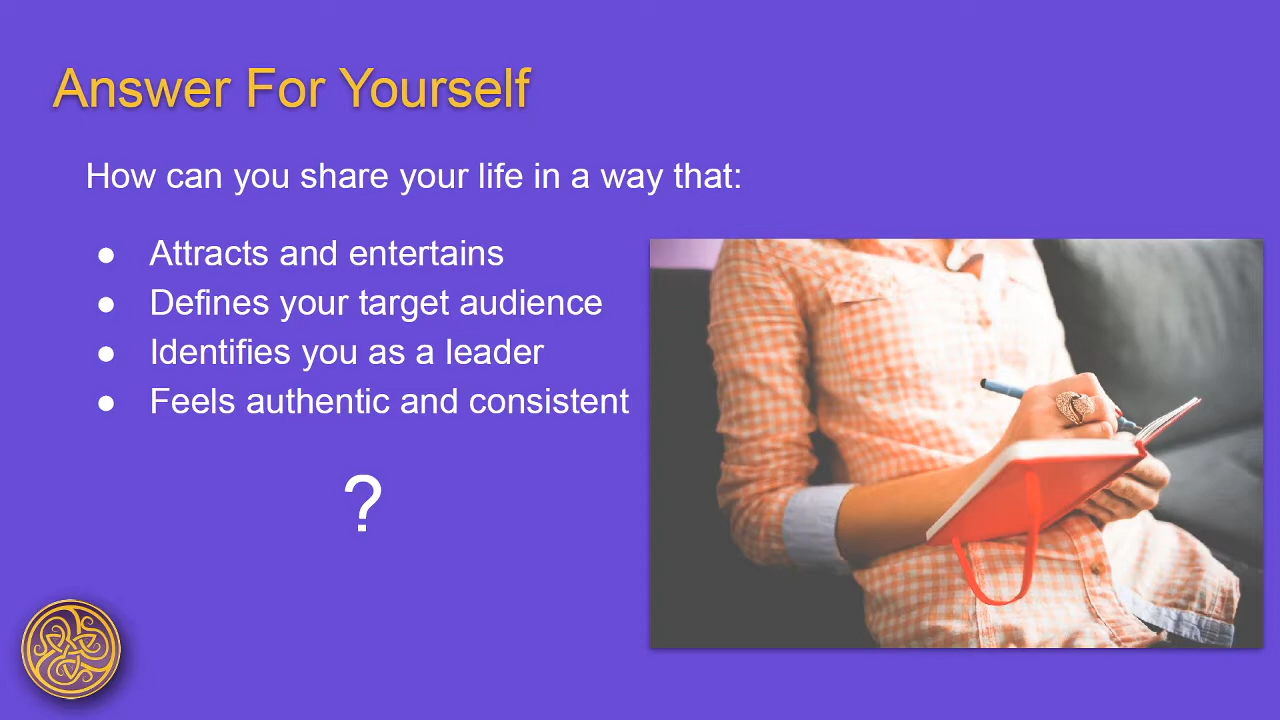 Answer For Yourself
How can you share your life in a way that:
● Attracts and entertains
● Defines your target audience
● Identifies you as a leader
● Feels authentic and consistent
?